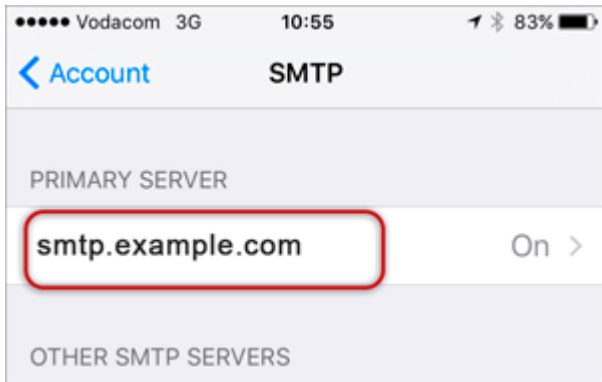 Vodacom 3G 10:55 83%
Account SMTP
PRIMARY SERVER
smtp.example.com On
OTHER SMTP SERVERS